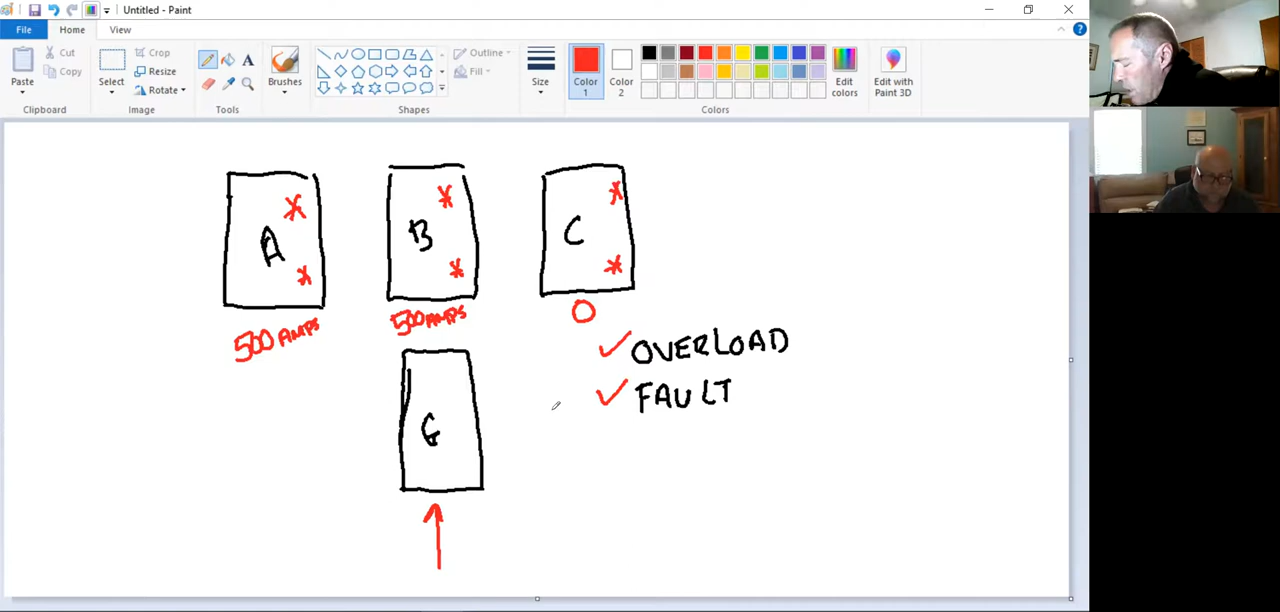 Untitled - Paint
File
Home
View
Paste
Cut
Copy
Clipboard
Select
Crop
Resize
Rotate
Image
A
Tools
Brushes
Outline
Fill
Shapes
Size
Color
1
Color
2
Edit
colors
Edit with
Paint 3D
Colors
?
A
B
C
500 AMPS
500 AMPS
0
✓ OVERLOAD
✓ FAULT
G